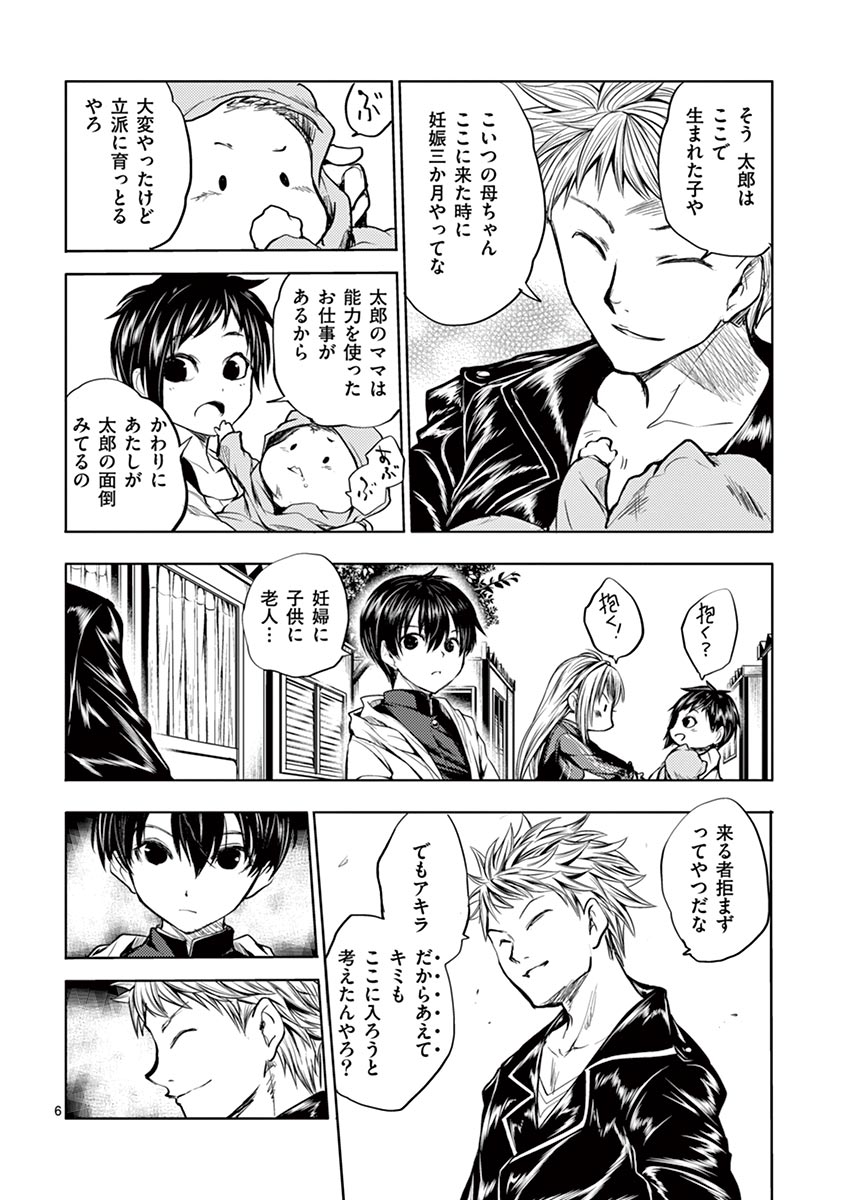 そう 太郎は
ここで
生まれた子や
こいつの母ちゃん
ここに来た時に
妊娠三か月やってな
ぶ
大変やったけど
立派に育っとる
やろ
太郎のママは
能力を使った
お仕事が
あるから
あぶ
ぶ
かわりに
あたしが
太郎の面倒
みてるの
抱く?
抱く!
妊婦に
子供に
老人…
来る者拒まず
ってやつだな
でもアキラ
だからあえて
キミも
ここに入ろうと
考えたんやろ?
6